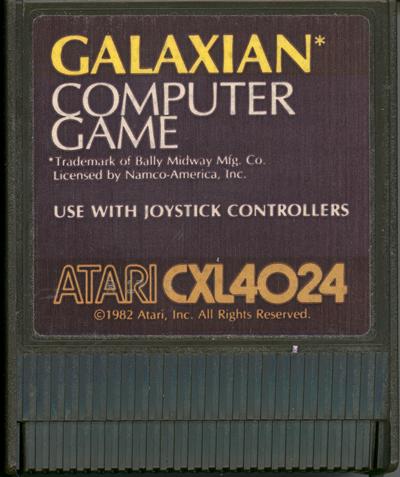 GALAXIAN*
COMPUTER
GAME
*Trademark of Bally Midway Mfg. Co.
Licensed by Namco-America, Inc.
USE WITH JOYSTICK CONTROLLERS
ATARI CXL4024
©1982 Atari, Inc. All Rights Reserved.